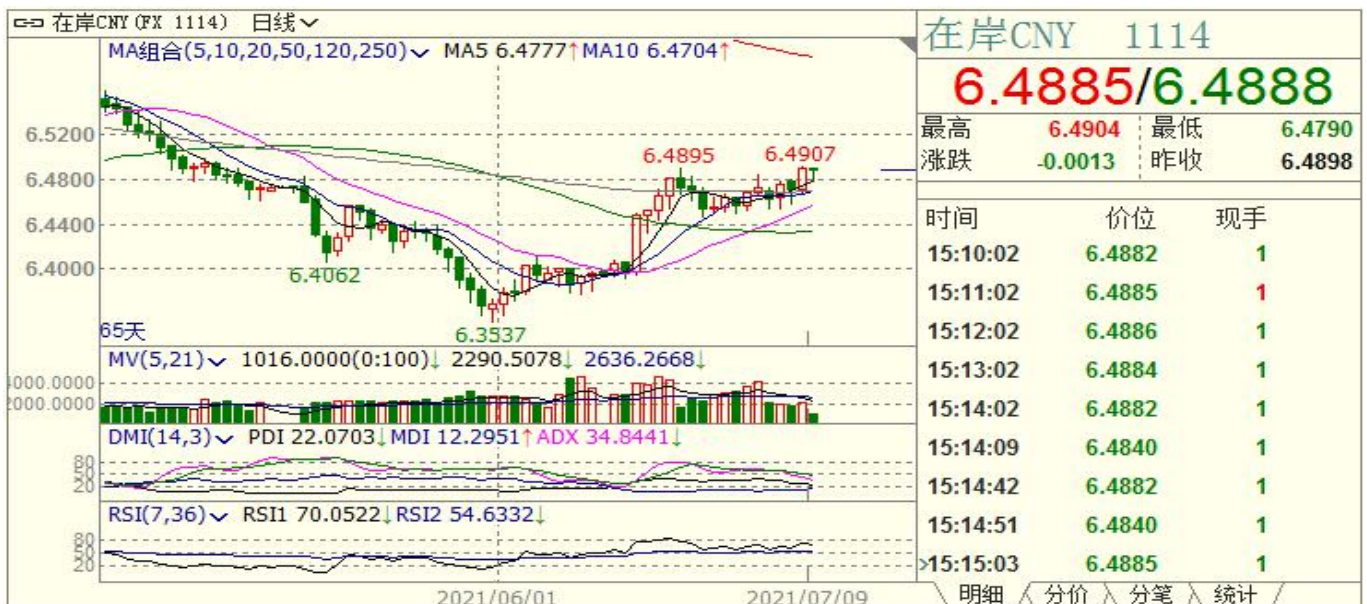 在岸CNY(FX 1114) 日线
MA组合(5,10,20,50,120,250) MA5 6.4777↑MA10 6.4704↑
6.5200
6.4800
6.4400
6.4000
6.4895
6.4907
6.4062
6.3537
65天
MV(5,21) 1016.0000(0:100)↓ 2290.5078↓ 2636.2668↓
4000.0000
2000.0000
DMI(14,3) PDI 22.0703↓MDI 12.2951↑ADX 34.8441↓
80
50
20
RSI(7,36) RSI1 70.0522↓RSI2 54.6332↓
80
50
20
2021/06/01 2021/07/09
在岸CNY 1114
6.4885/6.4888
最高 6.4904 最低 6.4790
涨跌 -0.0013 昨收 6.4898
时间 价位 现手
15:10:02 6.4882 1
15:11:02 6.4885 1
15:12:02 6.4886 1
15:13:02 6.4884 1
15:14:02 6.4882 1
15:14:09 6.4840 1
15:14:42 6.4882 1
15:14:51 6.4840 1
>15:15:03 6.4885 1
明细 分价 分笔 统计